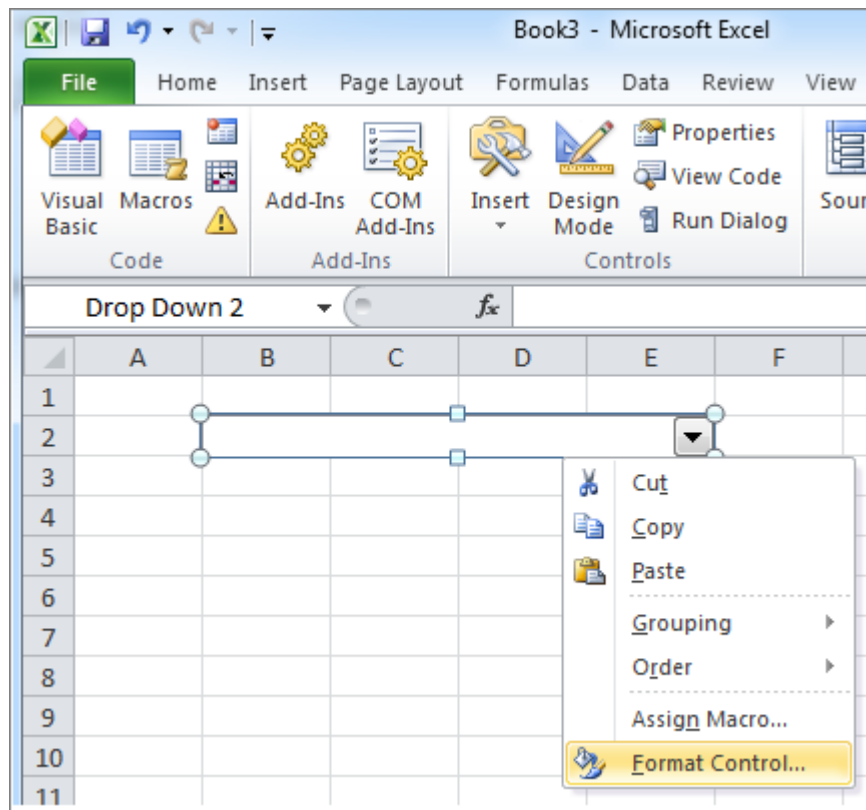 Book3 - Microsoft Excel
File Home Insert Page Layout Formulas Data Review View
Visual Basic
Macros
Add-Ins
COM Add-Ins
Insert
Design Mode
Properties
View Code
Run Dialog
Sour
Code Add-Ins Controls
Drop Down 2 fx
A B C D E F
1
2
3
4
5
6
7
8
9
10
11
Cut
Copy
Paste
Grouping
Order
Assign Macro...
Format Control...